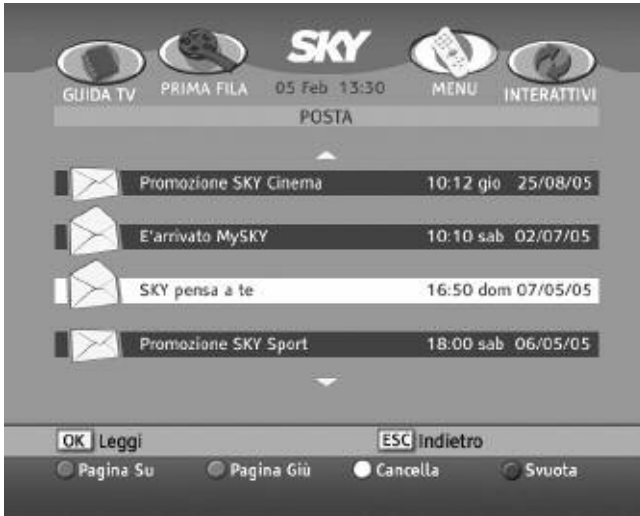 SKY
GUIDA TV PRIMA FILA 05 Feb 13:30 MENU INTERATTIVI
POSTA
Promozione SKY Cinema 10:12 gio 25/08/05
E'arrivato MySKY 10:10 sab 02/07/05
SKY pensa a te 16:50 dom 07/05/05
Promozione SKY Sport 18:00 sab 06/05/05
OK Leggi ESC Indietro
Pagina Su Pagina Giù Cancella Svuota